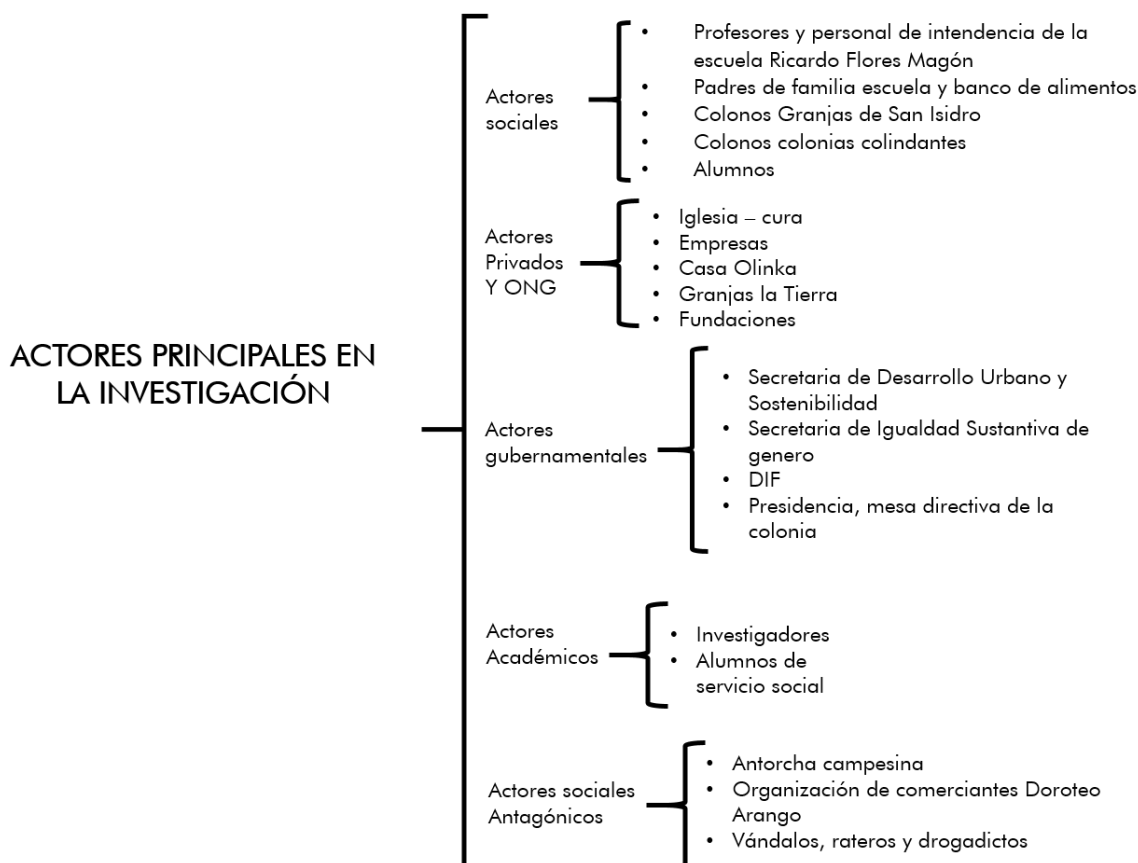 ACTORES PRINCIPALES EN
LA INVESTIGACIÓN
Actores
sociales
• Profesores y personal de intendencia de la
escuela Ricardo Flores Magón
• Padres de familia escuela y banco de alimentos
• Colonos Granjas de San Isidro
• Colonos colonias colindantes
• Alumnos
Actores
Privados
Y ONG
• Iglesia – cura
• Empresas
• Casa Olinka
• Granjas la Tierra
• Fundaciones
Actores
gubernamentales
• Secretaria de Desarrollo Urbano y
Sostenibilidad
• Secretaria de Igualdad Sustantiva de
genero
• DIF
• Presidencia, mesa directiva de la
colonia
Actores
Académicos
• Investigadores
• Alumnos de
servicio social
Actores sociales
Antagónicos
• Antorcha campesina
• Organización de comerciantes Doroteo
Arango
• Vándalos, rateros y drogadictos